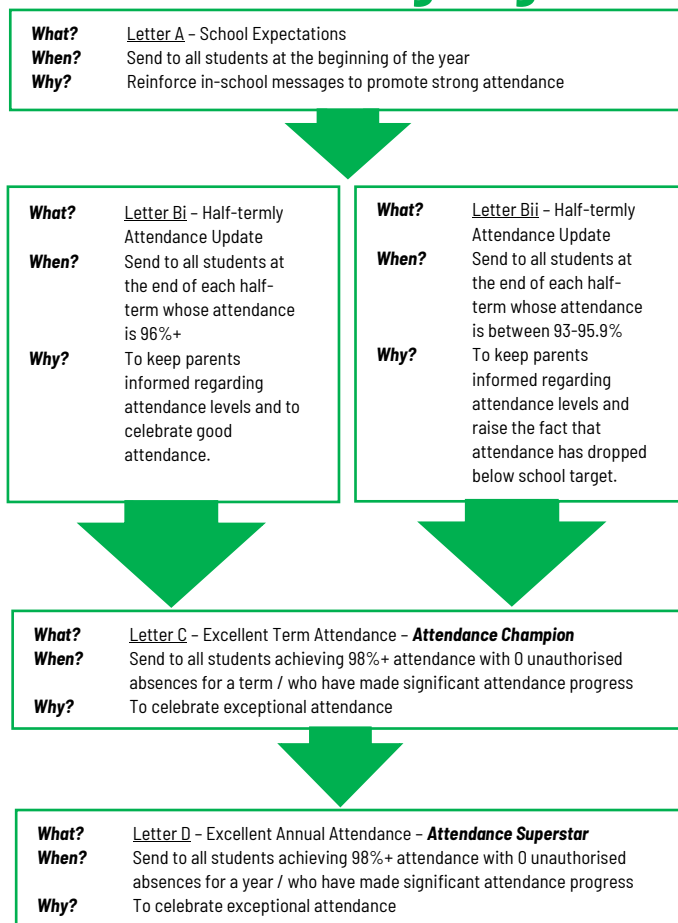 What? Letter A – School Expectations
When? Send to all students at the beginning of the year
Why? Reinforce in-school messages to promote strong attendance
What? Letter Bi – Half-termly
Attendance Update
When? Send to all students at
the end of each half-
term whose attendance
is 96%+
Why? To keep parents
informed regarding
attendance levels and to
celebrate good
attendance.
What? Letter Bii – Half-termly
Attendance Update
When? Send to all students at
the end of each half-
term whose attendance
is between 93-95.9%
Why? To keep parents
informed regarding
attendance levels and
raise the fact that
attendance has dropped
below school target.
What? Letter C – Excellent Term Attendance – Attendance Champion
When? Send to all students achieving 98%+ attendance with 0 unauthorised
absences for a term / who have made significant attendance progress
Why? To celebrate exceptional attendance
What? Letter D – Excellent Annual Attendance – Attendance Superstar
When? Send to all students achieving 98%+ attendance with 0 unauthorised
absences for a year / who have made significant attendance progress
Why? To celebrate exceptional attendance